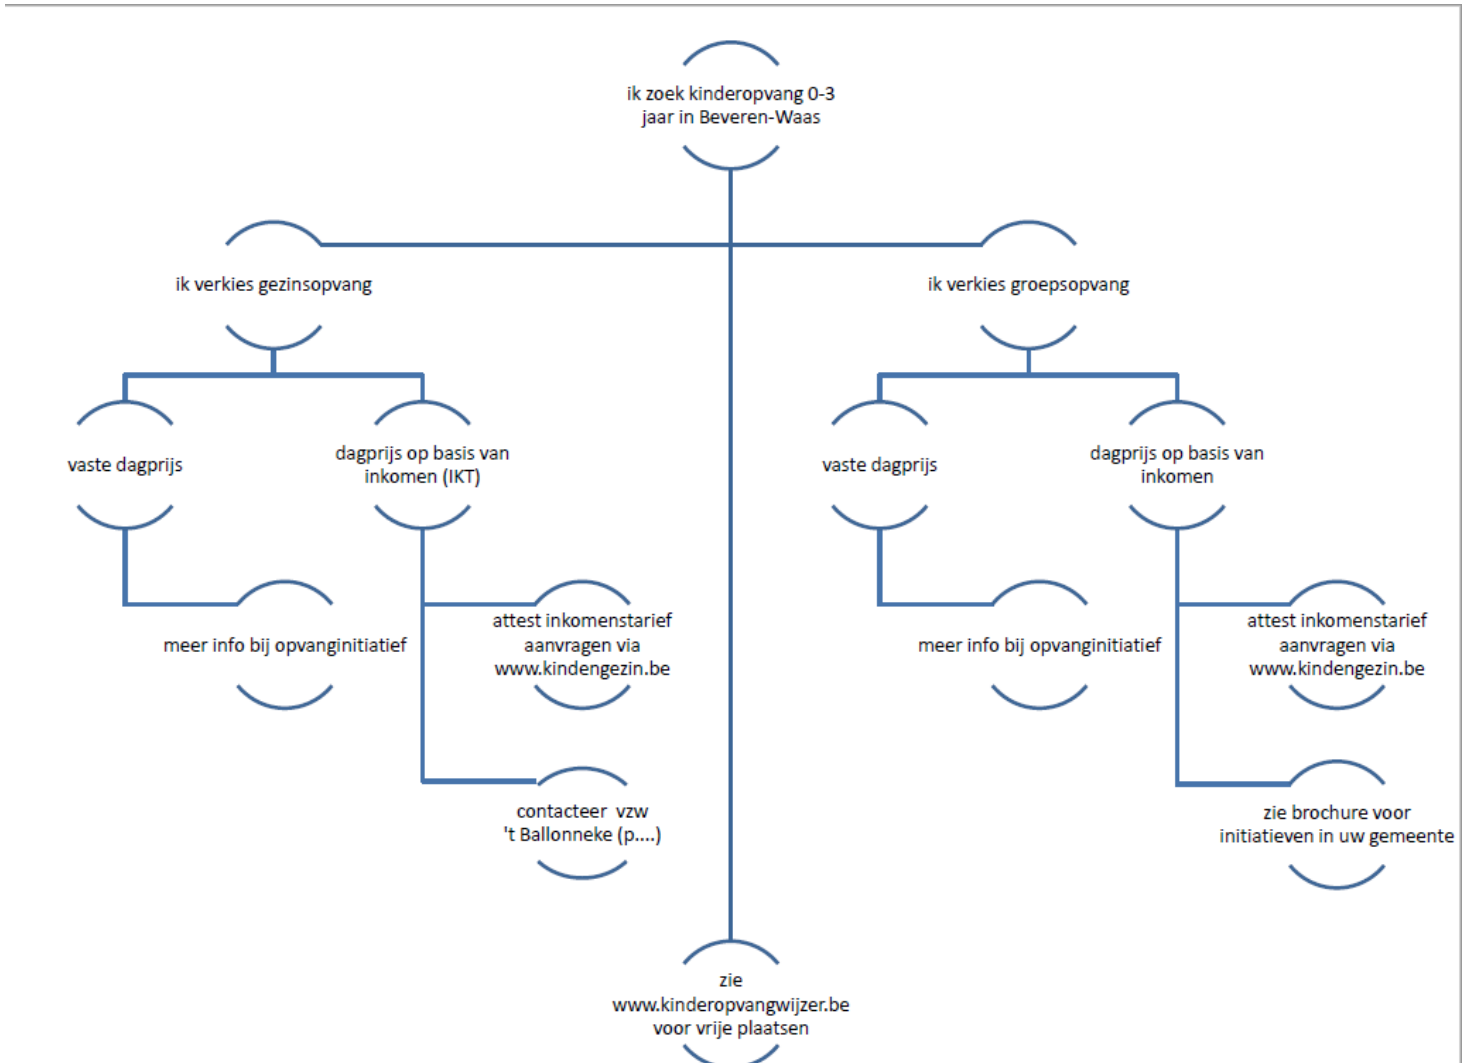 ik zoek kinderopvang 0-3
jaar in Beveren-Waas
ik verkies gezinsopvang
ik verkies groepsopvang
vaste dagprijs
dagprijs op basis van
inkomen (IKT)
vaste dagprijs
dagprijs op basis van
inkomen
meer info bij opvanginitiatief
attest inkomenstarief
aanvragen via
www.kindengezin.be
meer info bij opvanginitiatief
attest inkomenstarief
aanvragen via
www.kindengezin.be
contacteer vzw
't Ballonneke (p....)
zie brochure voor
initiatieven in uw gemeente
zie
www.kinderopvangwijzer.be
voor vrije plaatsen